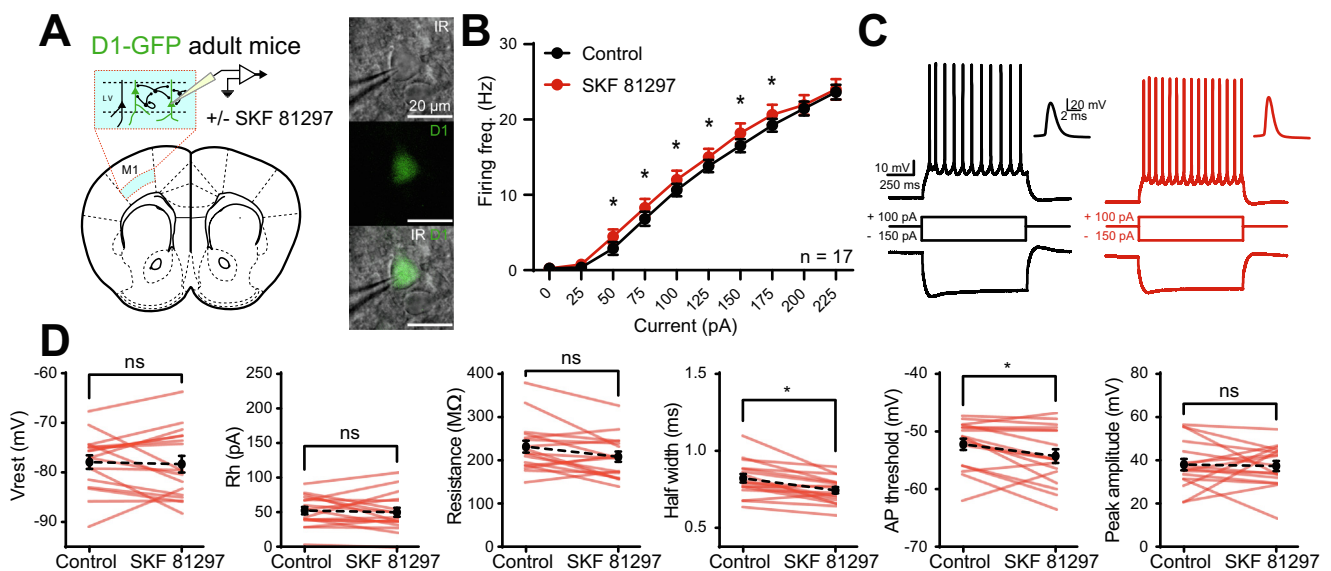 A
D1-GFP adult mice
LV
+/- SKF 81297
M1
IR
20 μm
D1
IR D1
B
30
20
10
0
Firing freq. (Hz)
Control
SKF 81297
* * * * * *
n = 17
0 25 50 75 100 125 150 175 200 225
Current (pA)
C
20 mV
2 ms
10 mV
250 ms
+ 100 pA
- 150 pA
+ 100 pA
- 150 pA
D
ns
-60
-70
-80
-90
Vrest (mV)
Control SKF 81297
ns
250
200
150
100
50
0
Rh (pA)
Control SKF 81297
ns
400
300
200
100
0
Resistance (MΩ)
Control SKF 81297
*
1.5
1.0
0.5
Half width (ms)
Control SKF 81297
*
-40
-50
-60
-70
AP threshold (mV)
Control SKF 81297
ns
80
60
40
20
0
Peak amplitude (mV)
Control SKF 81297